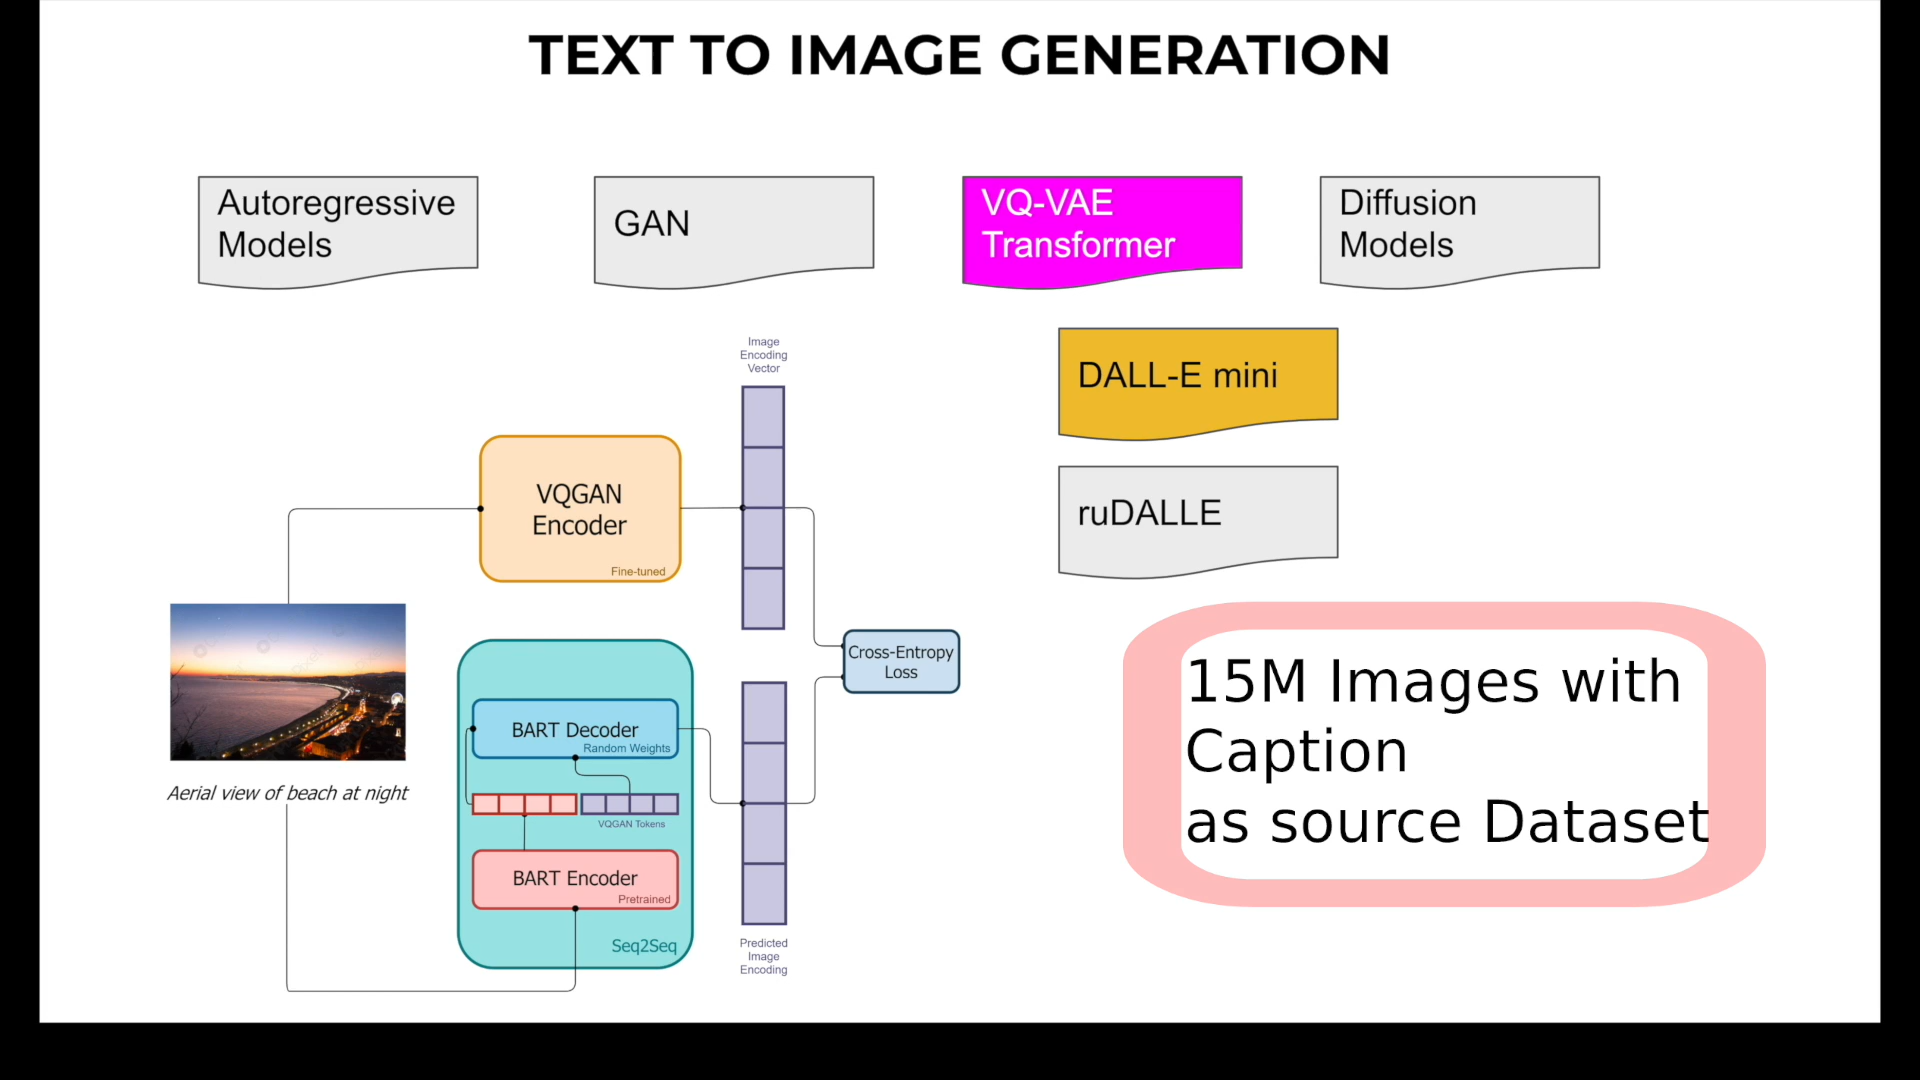 TEXT TO IMAGE GENERATION
Autoregressive
Models
GAN
VQ-VAE
Transformer
Diffusion
Models
DALL-E mini
ruDALLE
Image
Encoding
Vector
VQGAN
Encoder
Fine-tuned
Cross-Entropy
Loss
BART Decoder
Random Weights
VQGAN Tokens
BART Encoder
Pretrained
Seq2Seq
Predicted
Image
Encoding
Aerial view of beach at night
15M Images with
Caption
as source Dataset